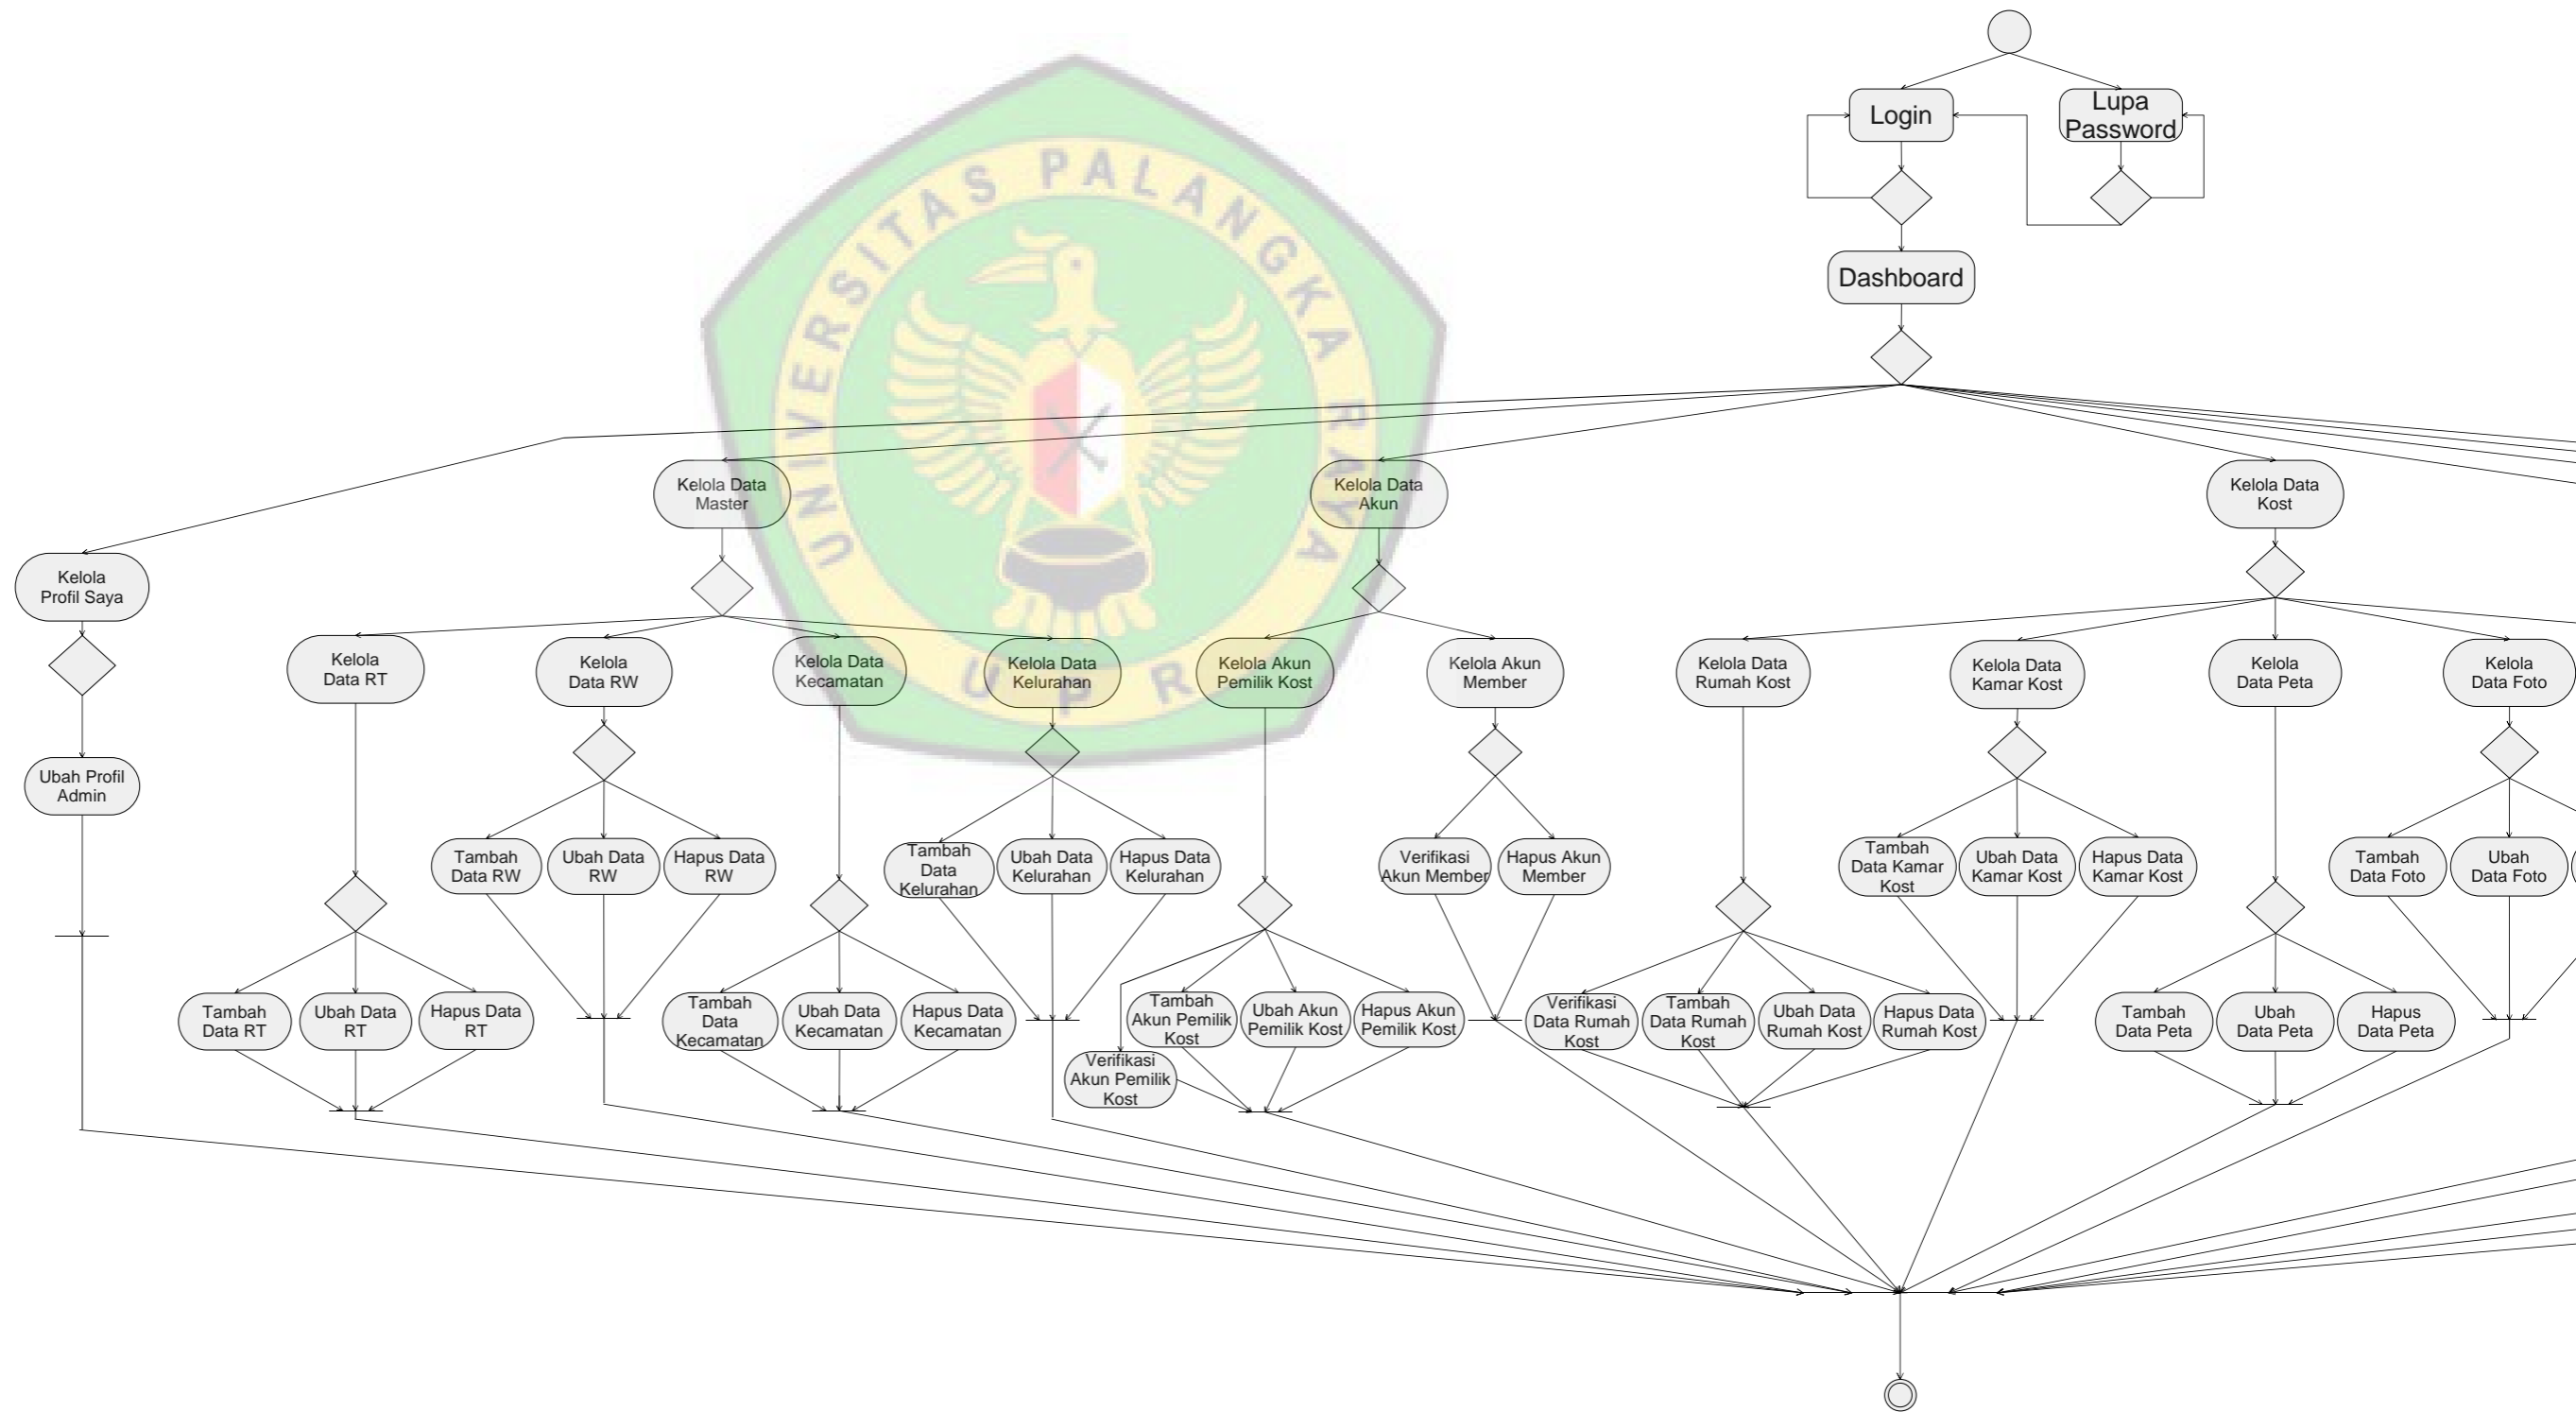 Login
Lupa
Password
Dashboard
UNIVERSITAS PALANGKA RAYA
UPR
Kelola Data
Master
Kelola Data
Akun
Kelola Data
Kost
Kelola
Profil Saya
Kelola
Data RT
Kelola
Data RW
Kelola Data
Kecamatan
Kelola Data
Kelurahan
Kelola Akun
Pemilik Kost
Kelola Akun
Member
Kelola Data
Rumah Kost
Kelola Data
Kamar Kost
Kelola
Data Peta
Kelola
Data Foto
Ubah Profil
Admin
Tambah
Data RW
Ubah Data
RW
Hapus Data
RW
Tambah
Data
Kelurahan
Ubah Data
Kelurahan
Hapus Data
Kelurahan
Verifikasi
Akun Member
Hapus Akun
Member
Tambah
Data Kamar
Kost
Ubah Data
Kamar Kost
Hapus Data
Kamar Kost
Tambah
Data Foto
Ubah
Data Foto
Tambah
Data RT
Ubah Data
RT
Hapus Data
RT
Tambah
Data
Kecamatan
Ubah Data
Kecamatan
Hapus Data
Kecamatan
Verifikasi
Akun Pemilik
Kost
Tambah
Akun Pemilik
Kost
Ubah Akun
Pemilik Kost
Hapus Akun
Pemilik Kost
Verifikasi
Data Rumah
Kost
Tambah
Data Rumah
Kost
Ubah Data
Rumah Kost
Hapus Data
Rumah Kost
Tambah
Data Peta
Ubah
Data Peta
Hapus
Data Peta